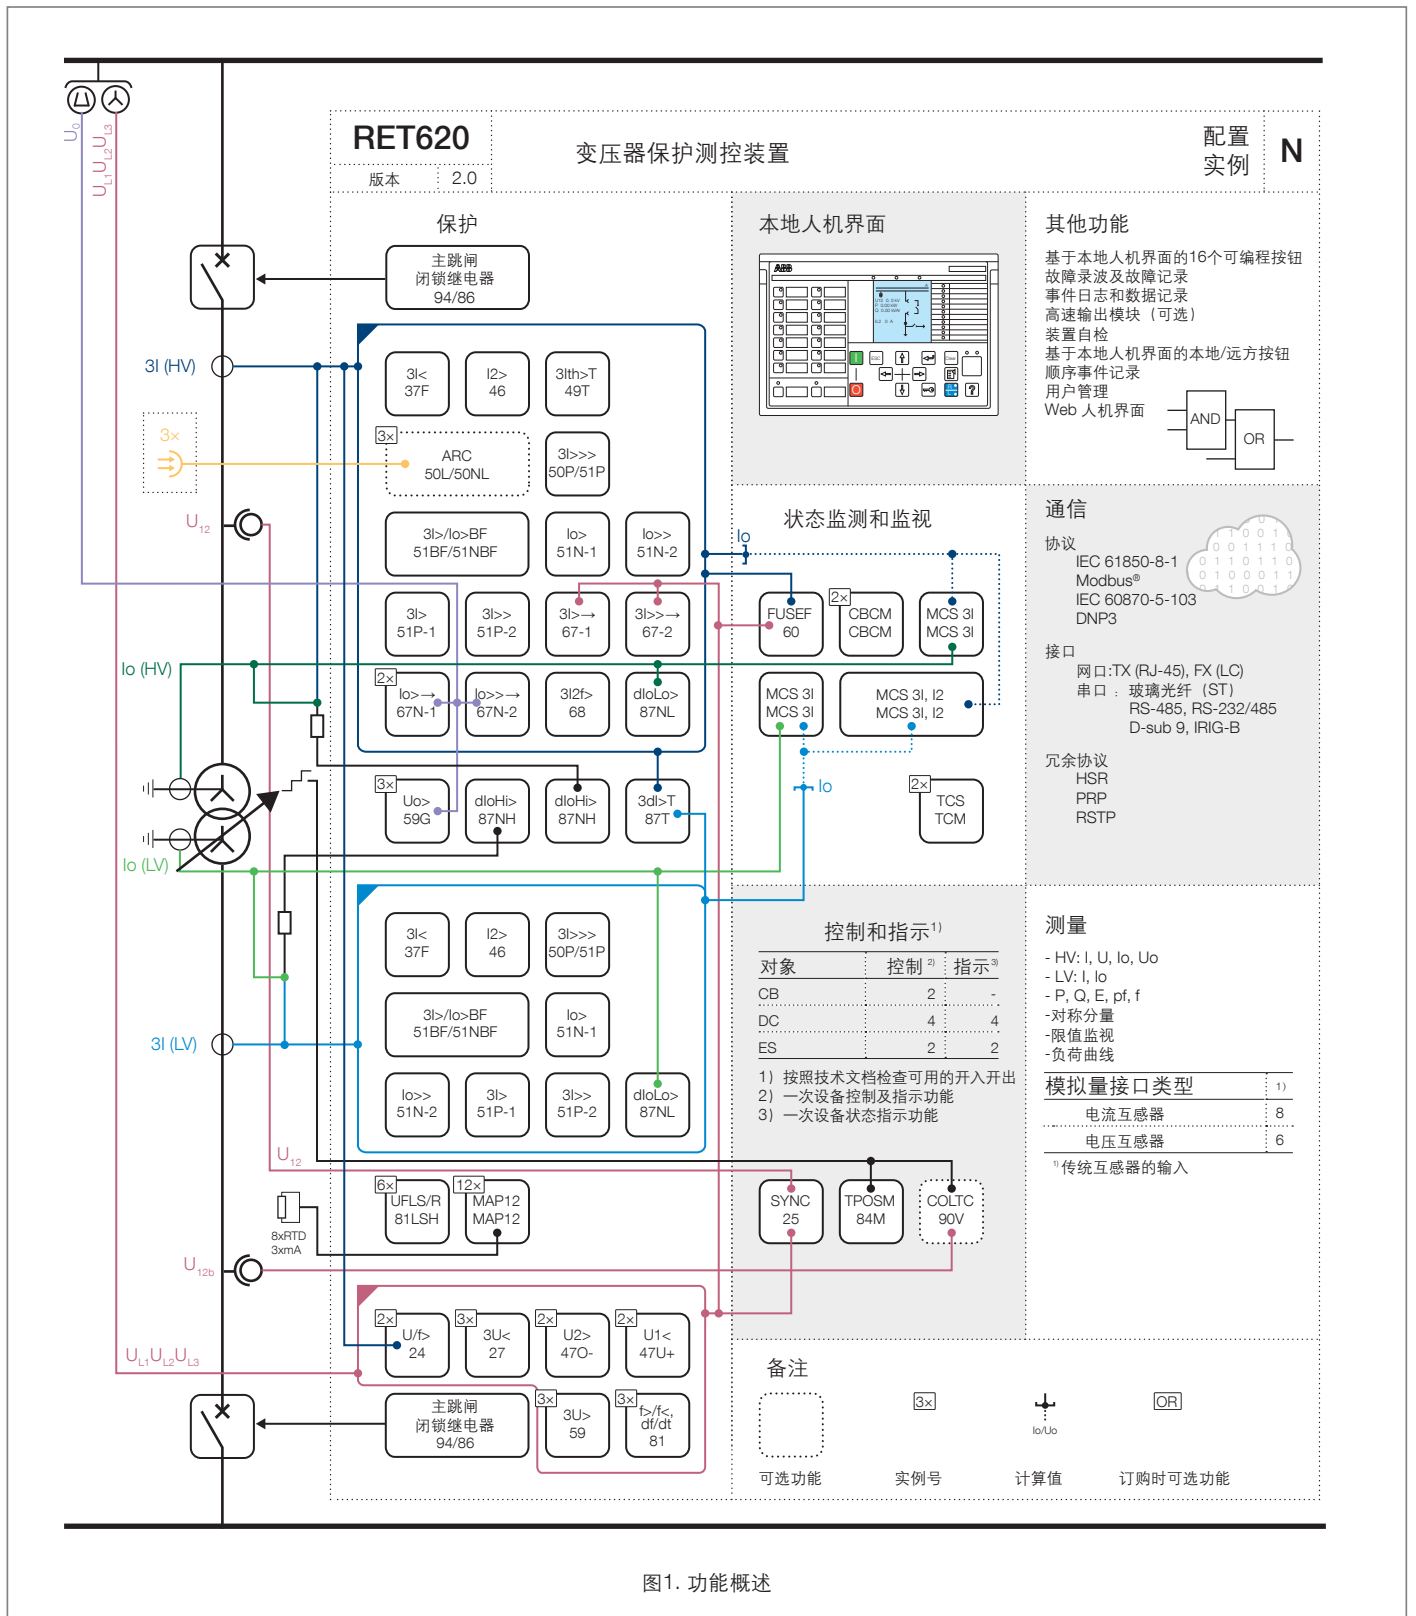 U0
UL1UL2UL3
RET620
版本
2.0
变压器保护测控装置
配置
实例
N
保护
主跳闸
闭锁继电器
94/86
3I (HV)
3I<
37F
I2>
46
3Ith>T
49T
3×
3×
ARC
50L/50NL
3I>>>
50P/51P
U12
3I>/Io>BF
51BF/51NBF
Io>
51N-1
Io>>
51N-2
3I>
51P-1
3I>>
51P-2
3I>→
67-1
3I>>→
67-2
Io (HV)
2×
Io>→
67N-1
Io>>→
67N-2
3I2f>
68
dIoLo>
87NL
3×
Uo>
59G
dIoHi>
87NH
dIoHi>
87NH
3dI>T
87T
Io (LV)
3I<
37F
I2>
46
3I>>>
50P/51P
3I>/Io>BF
51BF/51NBF
Io>
51N-1
3I (LV)
Io>>
51N-2
3I>
51P-1
3I>>
51P-2
dIoLo>
87NL
U12
6×
UFLS/R
81LSH
12×
MAP12
MAP12
8xRTD
3xmA
U12b
2×
U/f>
24
3×
3U<
27
2×
U2>
47O-
2×
U1<
47U+
UL1UL2UL3
主跳闸
闭锁继电器
94/86
3×
3U>
59
3×
f>/f<,
df/dt
81
本地人机界面
ABB
状态监测和监视
Io
FUSEF
60
2×
CBCM
CBCM
MCS 3I
MCS 3I
MCS 3I
MCS 3I
MCS 3I, I2
MCS 3I, I2
Io
2×
TCS
TCM
控制和指示1)
对象 控制 2) 指示3)
CB 2 -
DC 4 4
ES 2 2
1）按照技术文档检查可用的开入开出
2）一次设备控制及指示功能
3）一次设备状态指示功能
SYNC
25
TPOSM
84M
COLTC
90V
其他功能
基于本地人机界面的16个可编程按钮
故障录波及故障记录
事件日志和数据记录
高速输出模块（可选）
装置自检
基于本地人机界面的本地/远方按钮
顺序事件记录
用户管理
Web 人机界面
AND
OR
通信
协议
IEC 61850-8-1
Modbus®
IEC 60870-5-103
DNP3
接口
网口:TX (RJ-45), FX (LC)
串口：玻璃光纤（ST）
RS-485, RS-232/485
D-sub 9, IRIG-B
冗余协议
HSR
PRP
RSTP
测量
- HV: I, U, Io, Uo
- LV: I, Io
- P, Q, E, pf, f
-对称分量
-限值监视
-负荷曲线
模拟量接口类型 1)
电流互感器 8
电压互感器 6
1)传统互感器的输入
备注
3×
Io/Uo
OR
可选功能
实例号
计算值
订购时可选功能
图1. 功能概述